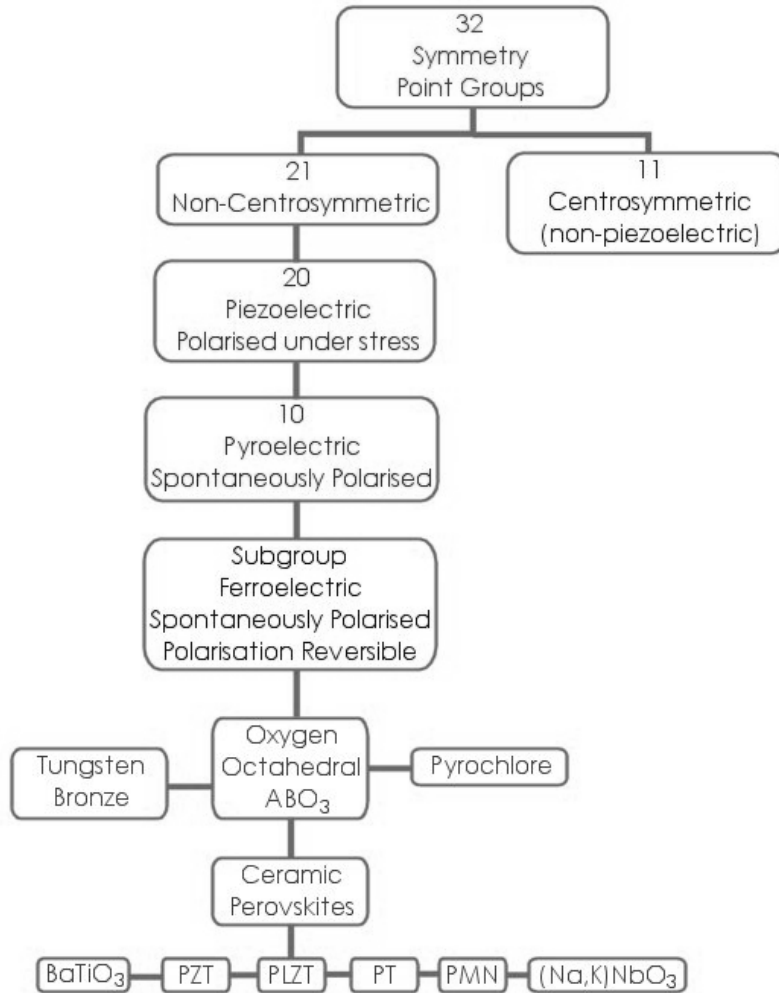 32
Symmetry
Point Groups
21
Non-Centrosymmetric
11
Centrosymmetric
(non-piezoelectric)
20
Piezoelectric
Polarised under stress
10
Pyroelectric
Spontaneously Polarised
Subgroup
Ferroelectric
Spontaneously Polarised
Polarisation Reversible
Tungsten
Bronze
Oxygen
Octahedral
ABO₃
Pyrochlore
Ceramic
Perovskites
BaTiO₃
PZT
PLZT
PT
PMN
(Na,K)NbO₃